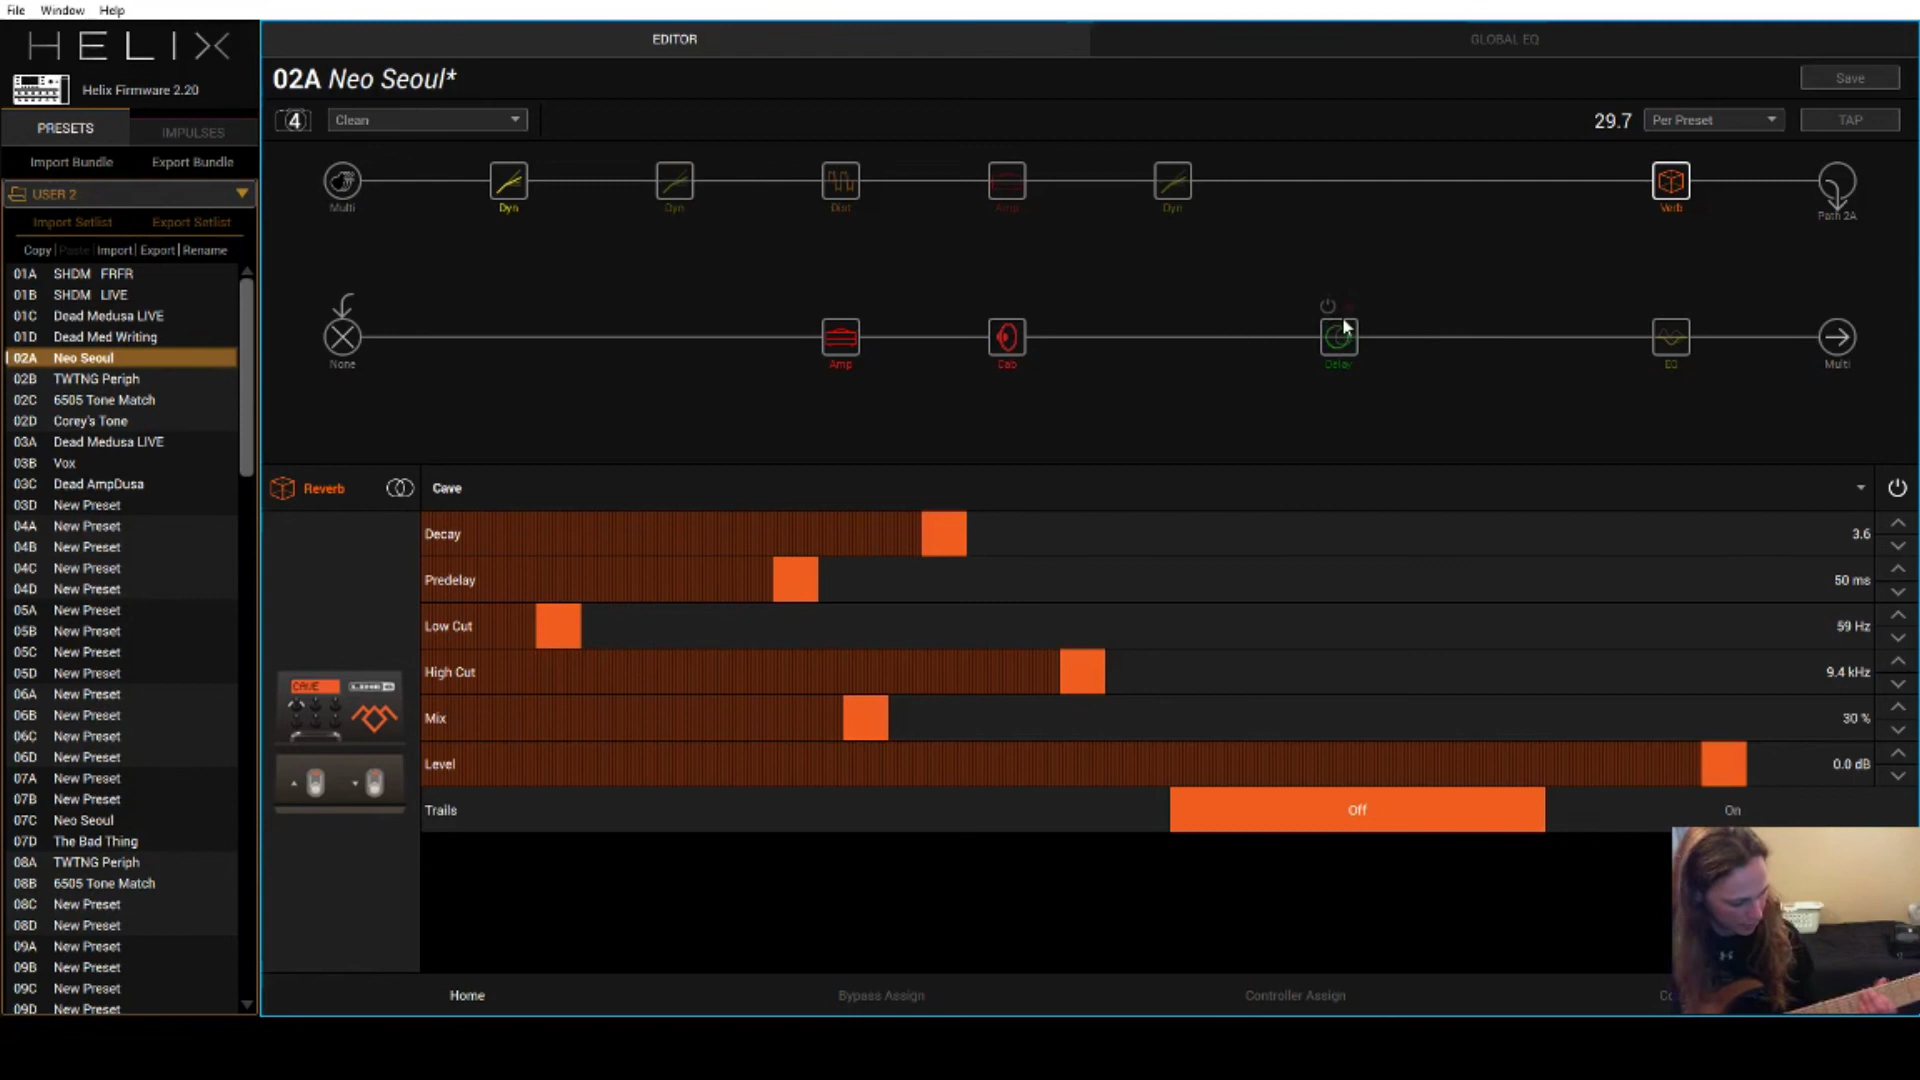 File Window Help
HELIX
Helix Firmware 2.20
PRESETS IMPULSES
Import Bundle Export Bundle
USER 2
Import Setlist Export Setlist
Copy | Paste | Import | Export | Rename
01A SHDM FRFR
01B SHDM LIVE
01C Dead Medusa LIVE
01D Dead Med Writing
02A Neo Seoul
02B TWTNG Periph
02C 6505 Tone Match
02D Corey's Tone
03A Dead Medusa LIVE
03B Vox
03C Dead AmpDusa
03D New Preset
04A New Preset
04B New Preset
04C New Preset
04D New Preset
05A New Preset
05B New Preset
05C New Preset
05D New Preset
06A New Preset
06B New Preset
06C New Preset
06D New Preset
07A New Preset
07B New Preset
07C Neo Seoul
07D The Bad Thing
08A TWTNG Periph
08B 6505 Tone Match
08C New Preset
08D New Preset
09A New Preset
09B New Preset
09C New Preset
09D New Preset
EDITOR GLOBAL EQ
02A Neo Seoul* Save
4 Clean 29.7 Per Preset TAP
Multi Dyn Dyn Dist Amp Dyn Verb Path 2A
None Amp Cab Delay EQ Multi
Reverb Cave
Decay 3.6
Predelay 50 ms
Low Cut 59 Hz
High Cut 9.4 kHz
Mix 30 %
Level 0.0 dB
Trails Off On
CAVE LINE 6
Home Bypass Assign Controller Assign